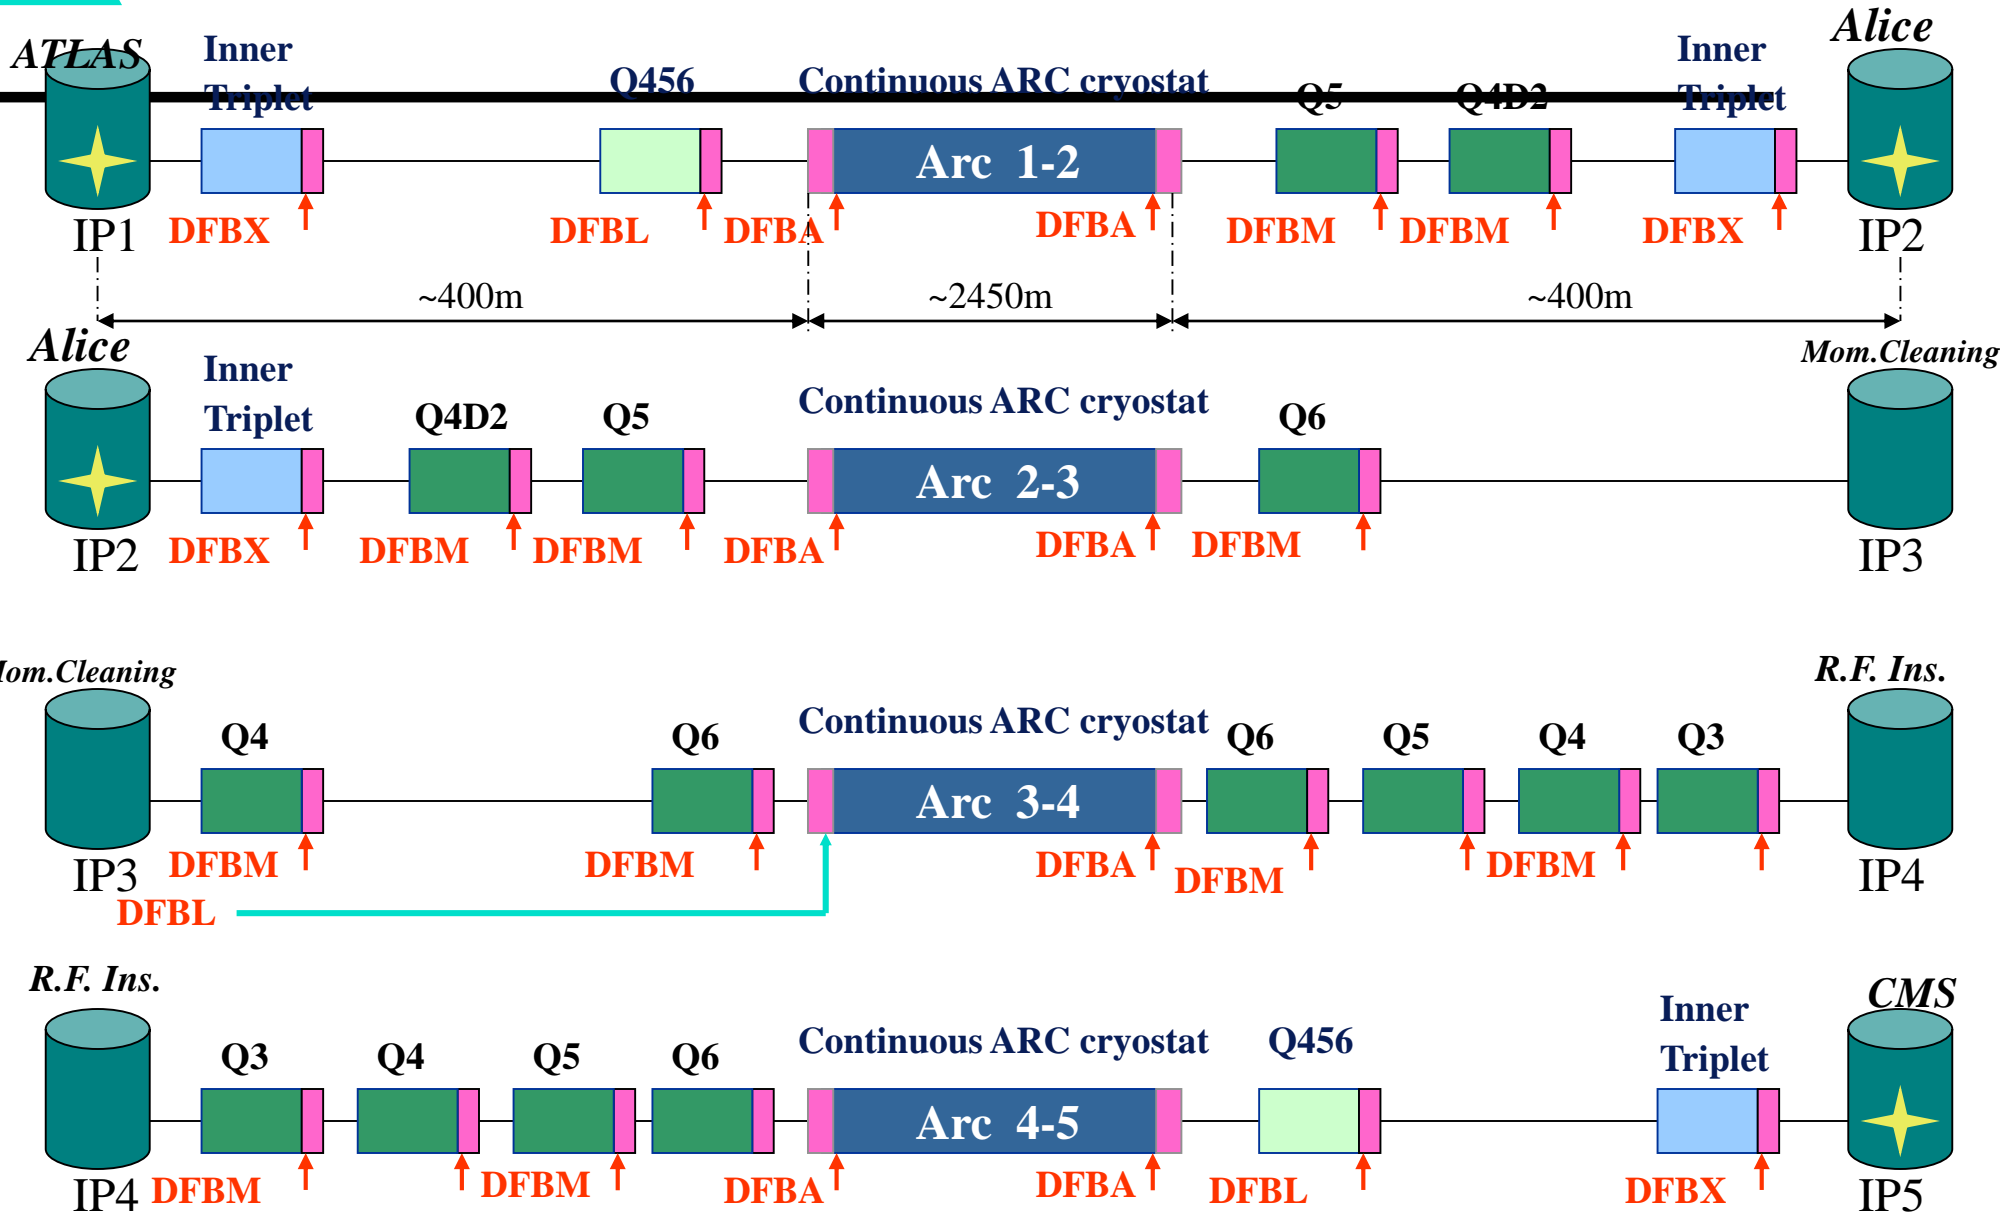 ATLAS
Inner
Triplet
Q456
Continuous ARC cryostat
Q5
Q4D2
Inner
Triplet
Alice
Arc 1-2
IP1
DFBX
DFBL
DFBA
DFBA
DFBM
DFBM
DFBX
IP2
~400m
~2450m
~400m
Alice
Inner
Triplet
Q4D2
Q5
Continuous ARC cryostat
Q6
Mom.Cleaning
Arc 2-3
IP2
DFBX
DFBM
DFBM
DFBA
DFBA
DFBM
IP3
Mom.Cleaning
Q4
Q6
Continuous ARC cryostat
Q6
Q5
Q4
Q3
R.F. Ins.
Arc 3-4
IP3
DFBM
DFBM
DFBA
DFBM
DFBM
IP4
DFBL
R.F. Ins.
Q3
Q4
Q5
Q6
Continuous ARC cryostat
Q456
Inner
Triplet
CMS
Arc 4-5
IP4
DFBM
DFBM
DFBA
DFBA
DFBL
DFBX
IP5